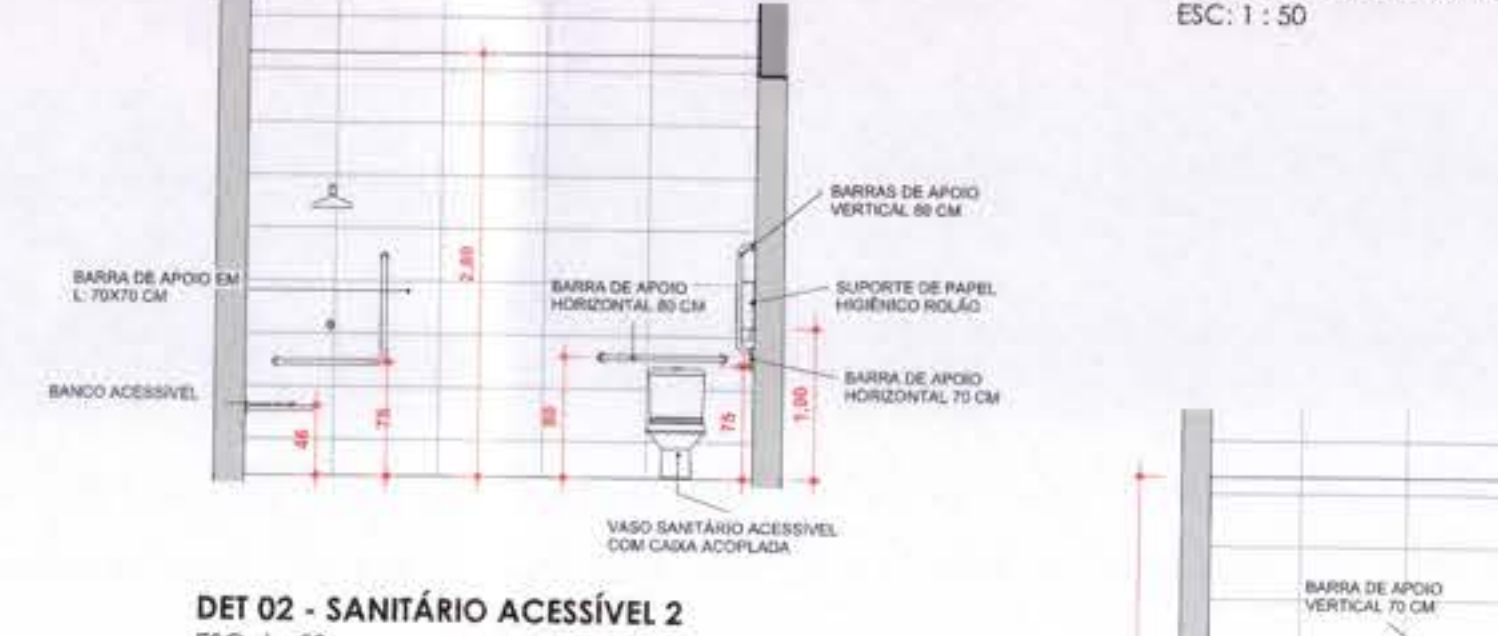 ESC: 1 : 50
BARRAS DE APOIO
VERTICAL 80 CM
BARRA DE APOIO EM
L: 70X70 CM
2,80
BARRA DE APOIO
HORIZONTAL 80 CM
SUPORTE DE PAPEL
HIGIÊNICO ROLÃO
BANCO ACESSÍVEL
BARRA DE APOIO
HORIZONTAL 70 CM
46
75
75
1,00
VASO SANITÁRIO ACESSÍVEL
COM CAIXA ACOPLADA
BARRA DE APOIO
VERTICAL 70 CM
DET 02 - SANITÁRIO ACESSÍVEL 2